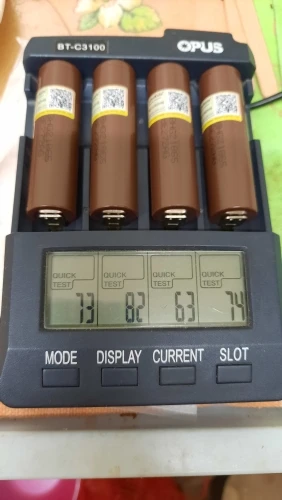 BT-C3100 OPUS
QUICK QUICK QUICK QUICK
TEST TEST TEST TEST
73 82 63 74
MODE DISPLAY CURRENT SLOT